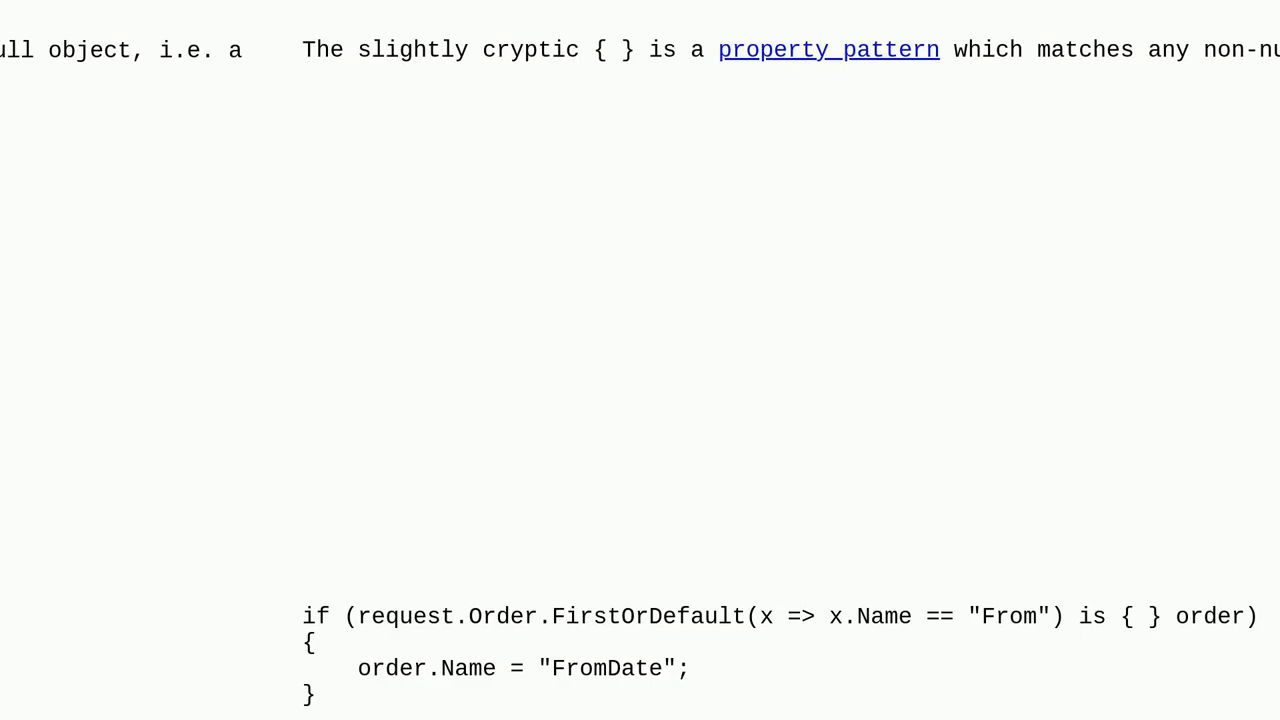 ull object, i.e. a
The slightly cryptic { } is a property pattern which matches any non-nu
if (request.Order.FirstOrDefault(x => x.Name == "From") is { } order)
{
    order.Name = "FromDate";
}